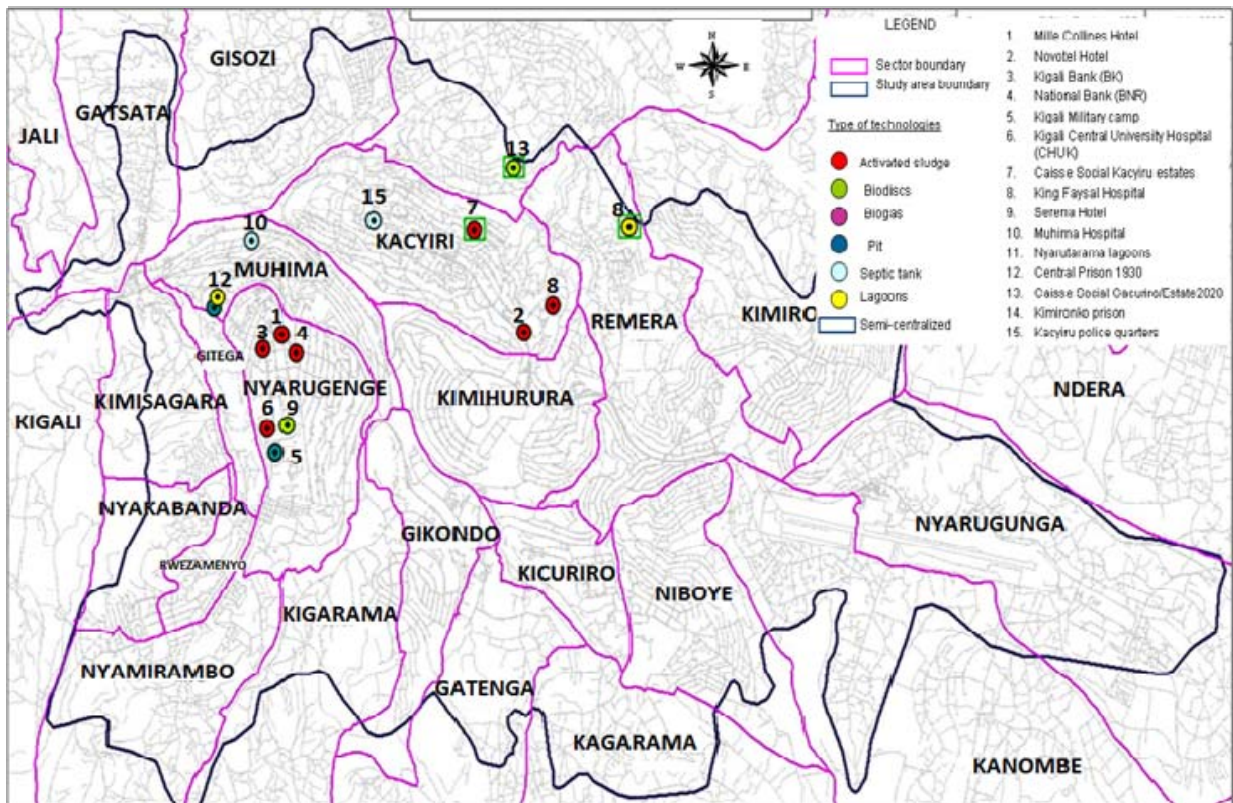 GISOZI
GATSATA
JALI
N
W E
S
13
15
7
8
10
KACYIRI
MUHIMA
12
8
1
2
REMERA
KIMIRO
3 4
GITEGA
NYARUGENGE
KIMISAGARA
KIMIHURURA
KIGALI
6 9
5
NDERA
NYAKABANDA
GIKONDO
NYARUGUNGA
RWEZAMENYO
KICURIRO
NIBOYE
KIGARAMA
NYAMIRAMBO
GATENGA
KAGARAMA
KANOMBE
LEGEND
Sector boundary
Study area boundary
Type of technologies
Activated sludge
Biodiscs
Biogas
Pit
Septic tank
Lagoons
Semi-centralized
1 Mille Collines Hotel
2. Novotel Hotel
3. Kigali Bank (BK)
4. National Bank (BNR)
5. Kigali Military camp
6. Kigali Central University Hospital
(CHUK)
7. Caisse Social Kacyiru estates
8. King Faysal Hospital
9. Serena Hotel
10. Muhima Hospital
11. Nyarutarama lagoons
12. Central Prison 1930
13. Caisse Social Gacuriro/Estate2020
14. Kimironko prison
15. Kacyiru police quarters